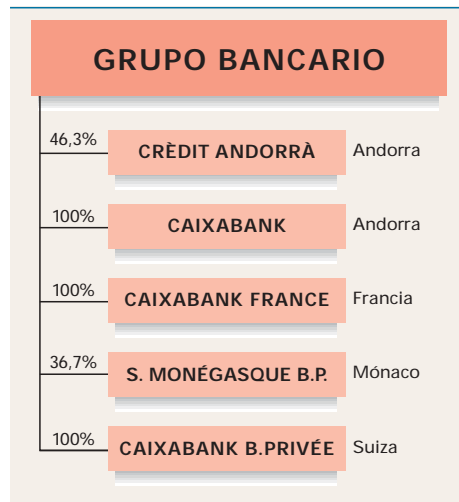 GRUPO BANCARIO
46,3% CRÈDIT ANDORRÀ Andorra
100% CAIXABANK Andorra
100% CAIXABANK FRANCE Francia
36,7% S. MONÉGASQUE B.P. Mónaco
100% CAIXABANK B.PRIVÉE Suiza